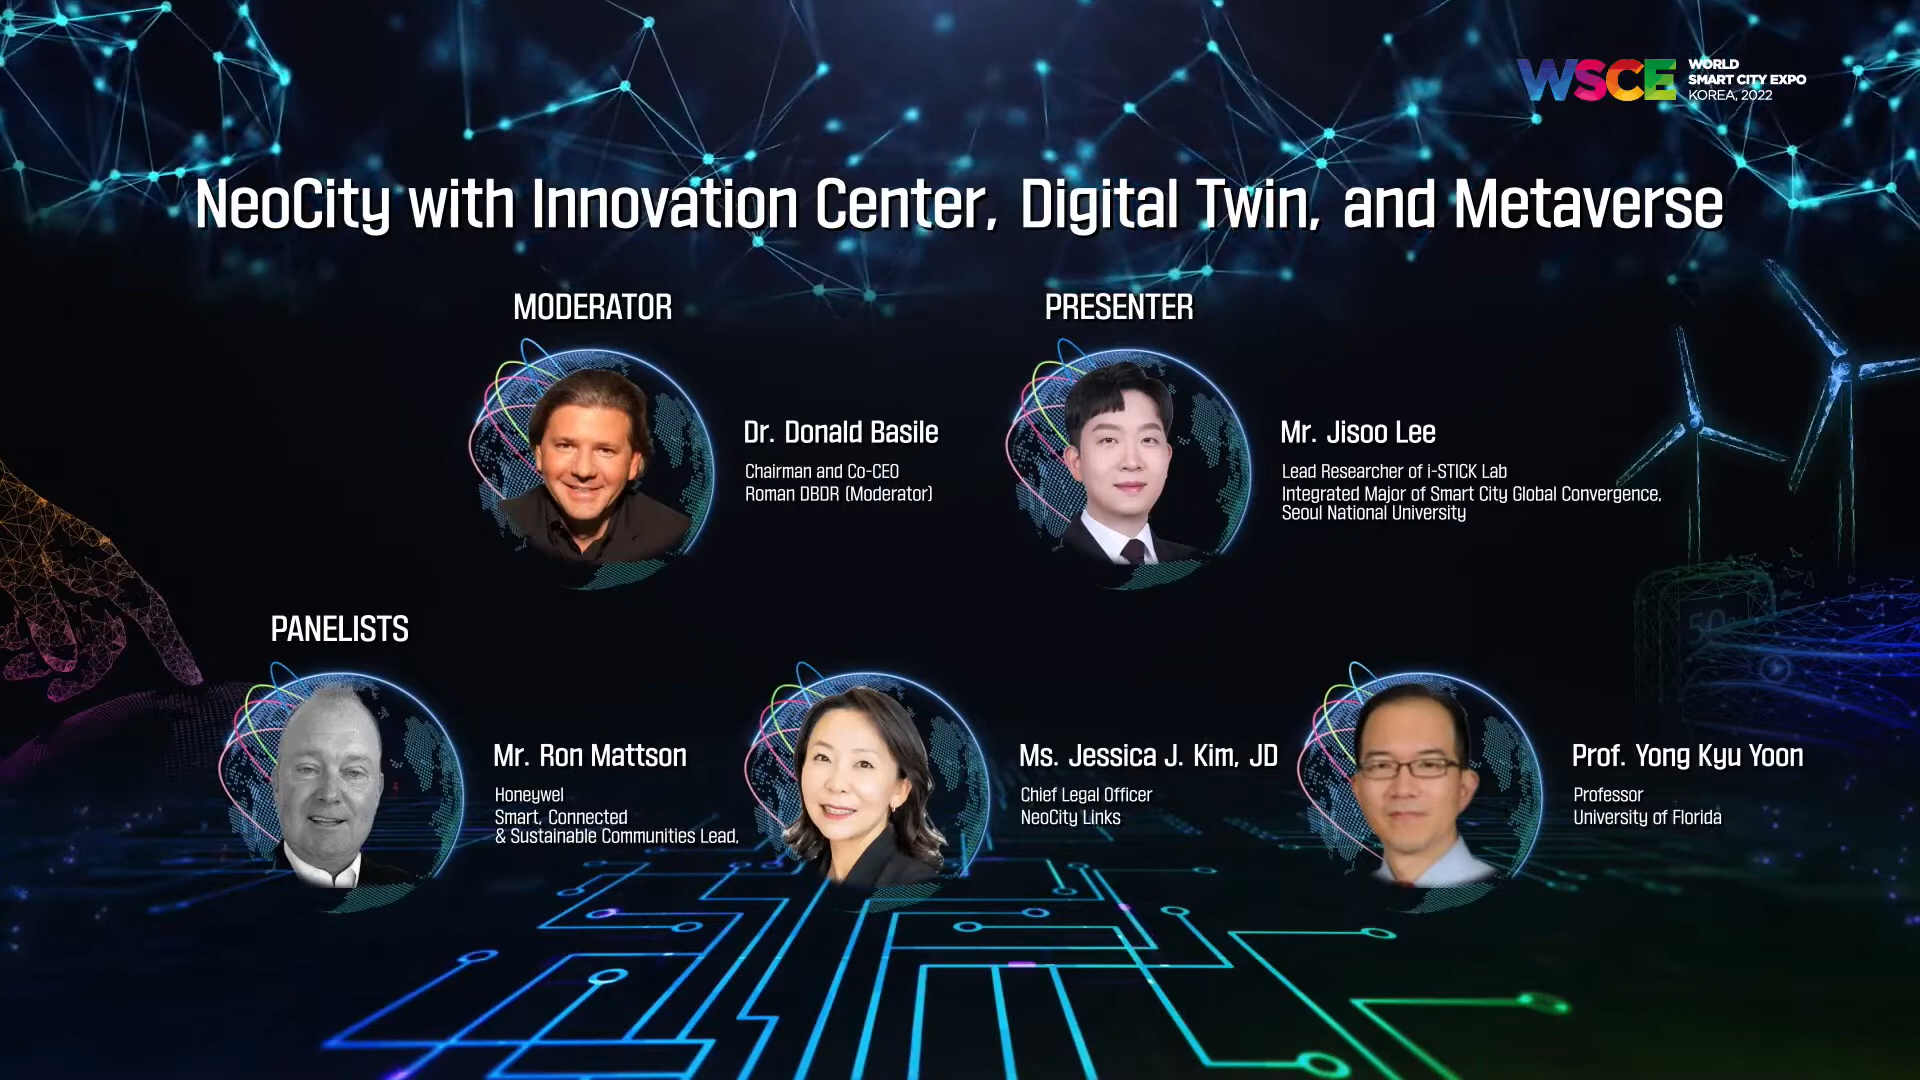 WSCE
WORLD
SMART CITY EXPO
KOREA, 2022
NeoCity with Innovation Center, Digital Twin, and Metaverse
MODERATOR
Dr. Donald Basile
Chairman and Co-CEO
Roman DBDR (Moderator)
PRESENTER
Mr. Jisoo Lee
Lead Researcher of i-STICK Lab
Integrated Major of Smart City Global Convergence,
Seoul National University
PANELISTS
Mr. Ron Mattson
Honeywel
Smart, Connected
& Sustainable Communities Lead,
Ms. Jessica J. Kim, JD
Chief Legal Officer
NeoCity Links
Prof. Yong Kyu Yoon
Professor
University of Florida